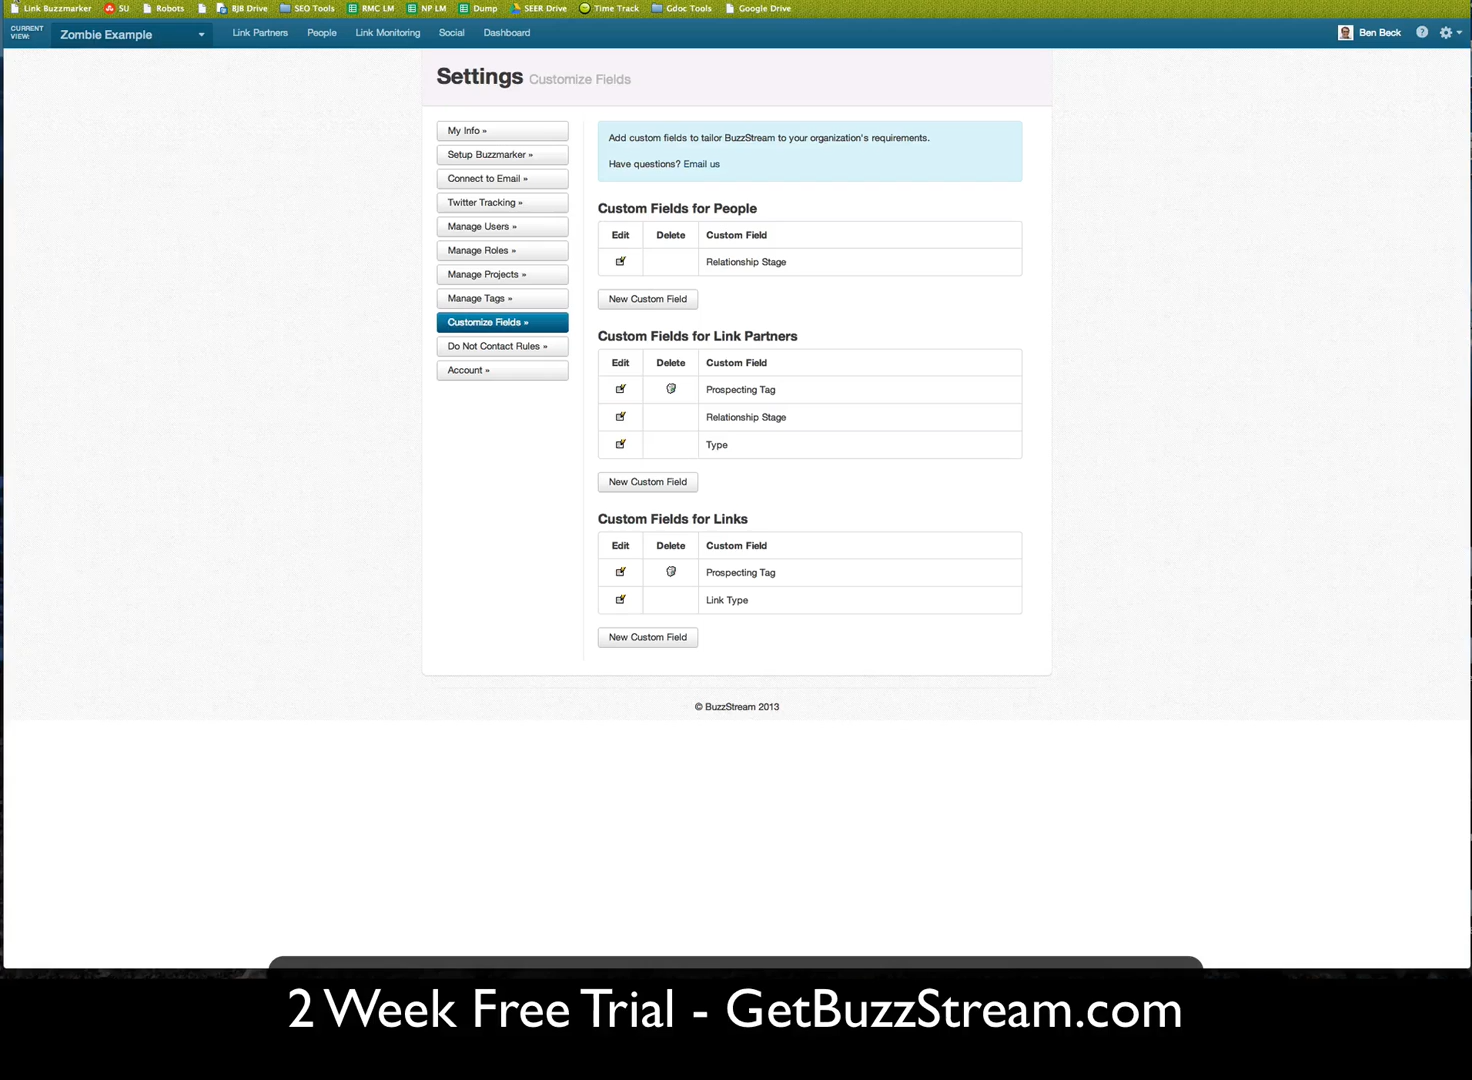 Link Buzzmarker SU Robots BJB Drive SEO Tools RMC LM NP LM Dump SEER Drive Time Track Gdoc Tools Google Drive
CURRENT VIEW: Zombie Example Link Partners People Link Monitoring Social Dashboard Ben Beck
Settings Customize Fields
My Info »
Setup Buzzmarker »
Connect to Email »
Twitter Tracking »
Manage Users »
Manage Roles »
Manage Projects »
Manage Tags »
Customize Fields »
Do Not Contact Rules »
Account »
Add custom fields to tailor BuzzStream to your organization's requirements.
Have questions? Email us
Custom Fields for People
Edit Delete Custom Field
Relationship Stage
New Custom Field
Custom Fields for Link Partners
Edit Delete Custom Field
Prospecting Tag
Relationship Stage
Type
New Custom Field
Custom Fields for Links
Edit Delete Custom Field
Prospecting Tag
Link Type
New Custom Field
© BuzzStream 2013
2 Week Free Trial - GetBuzzStream.com